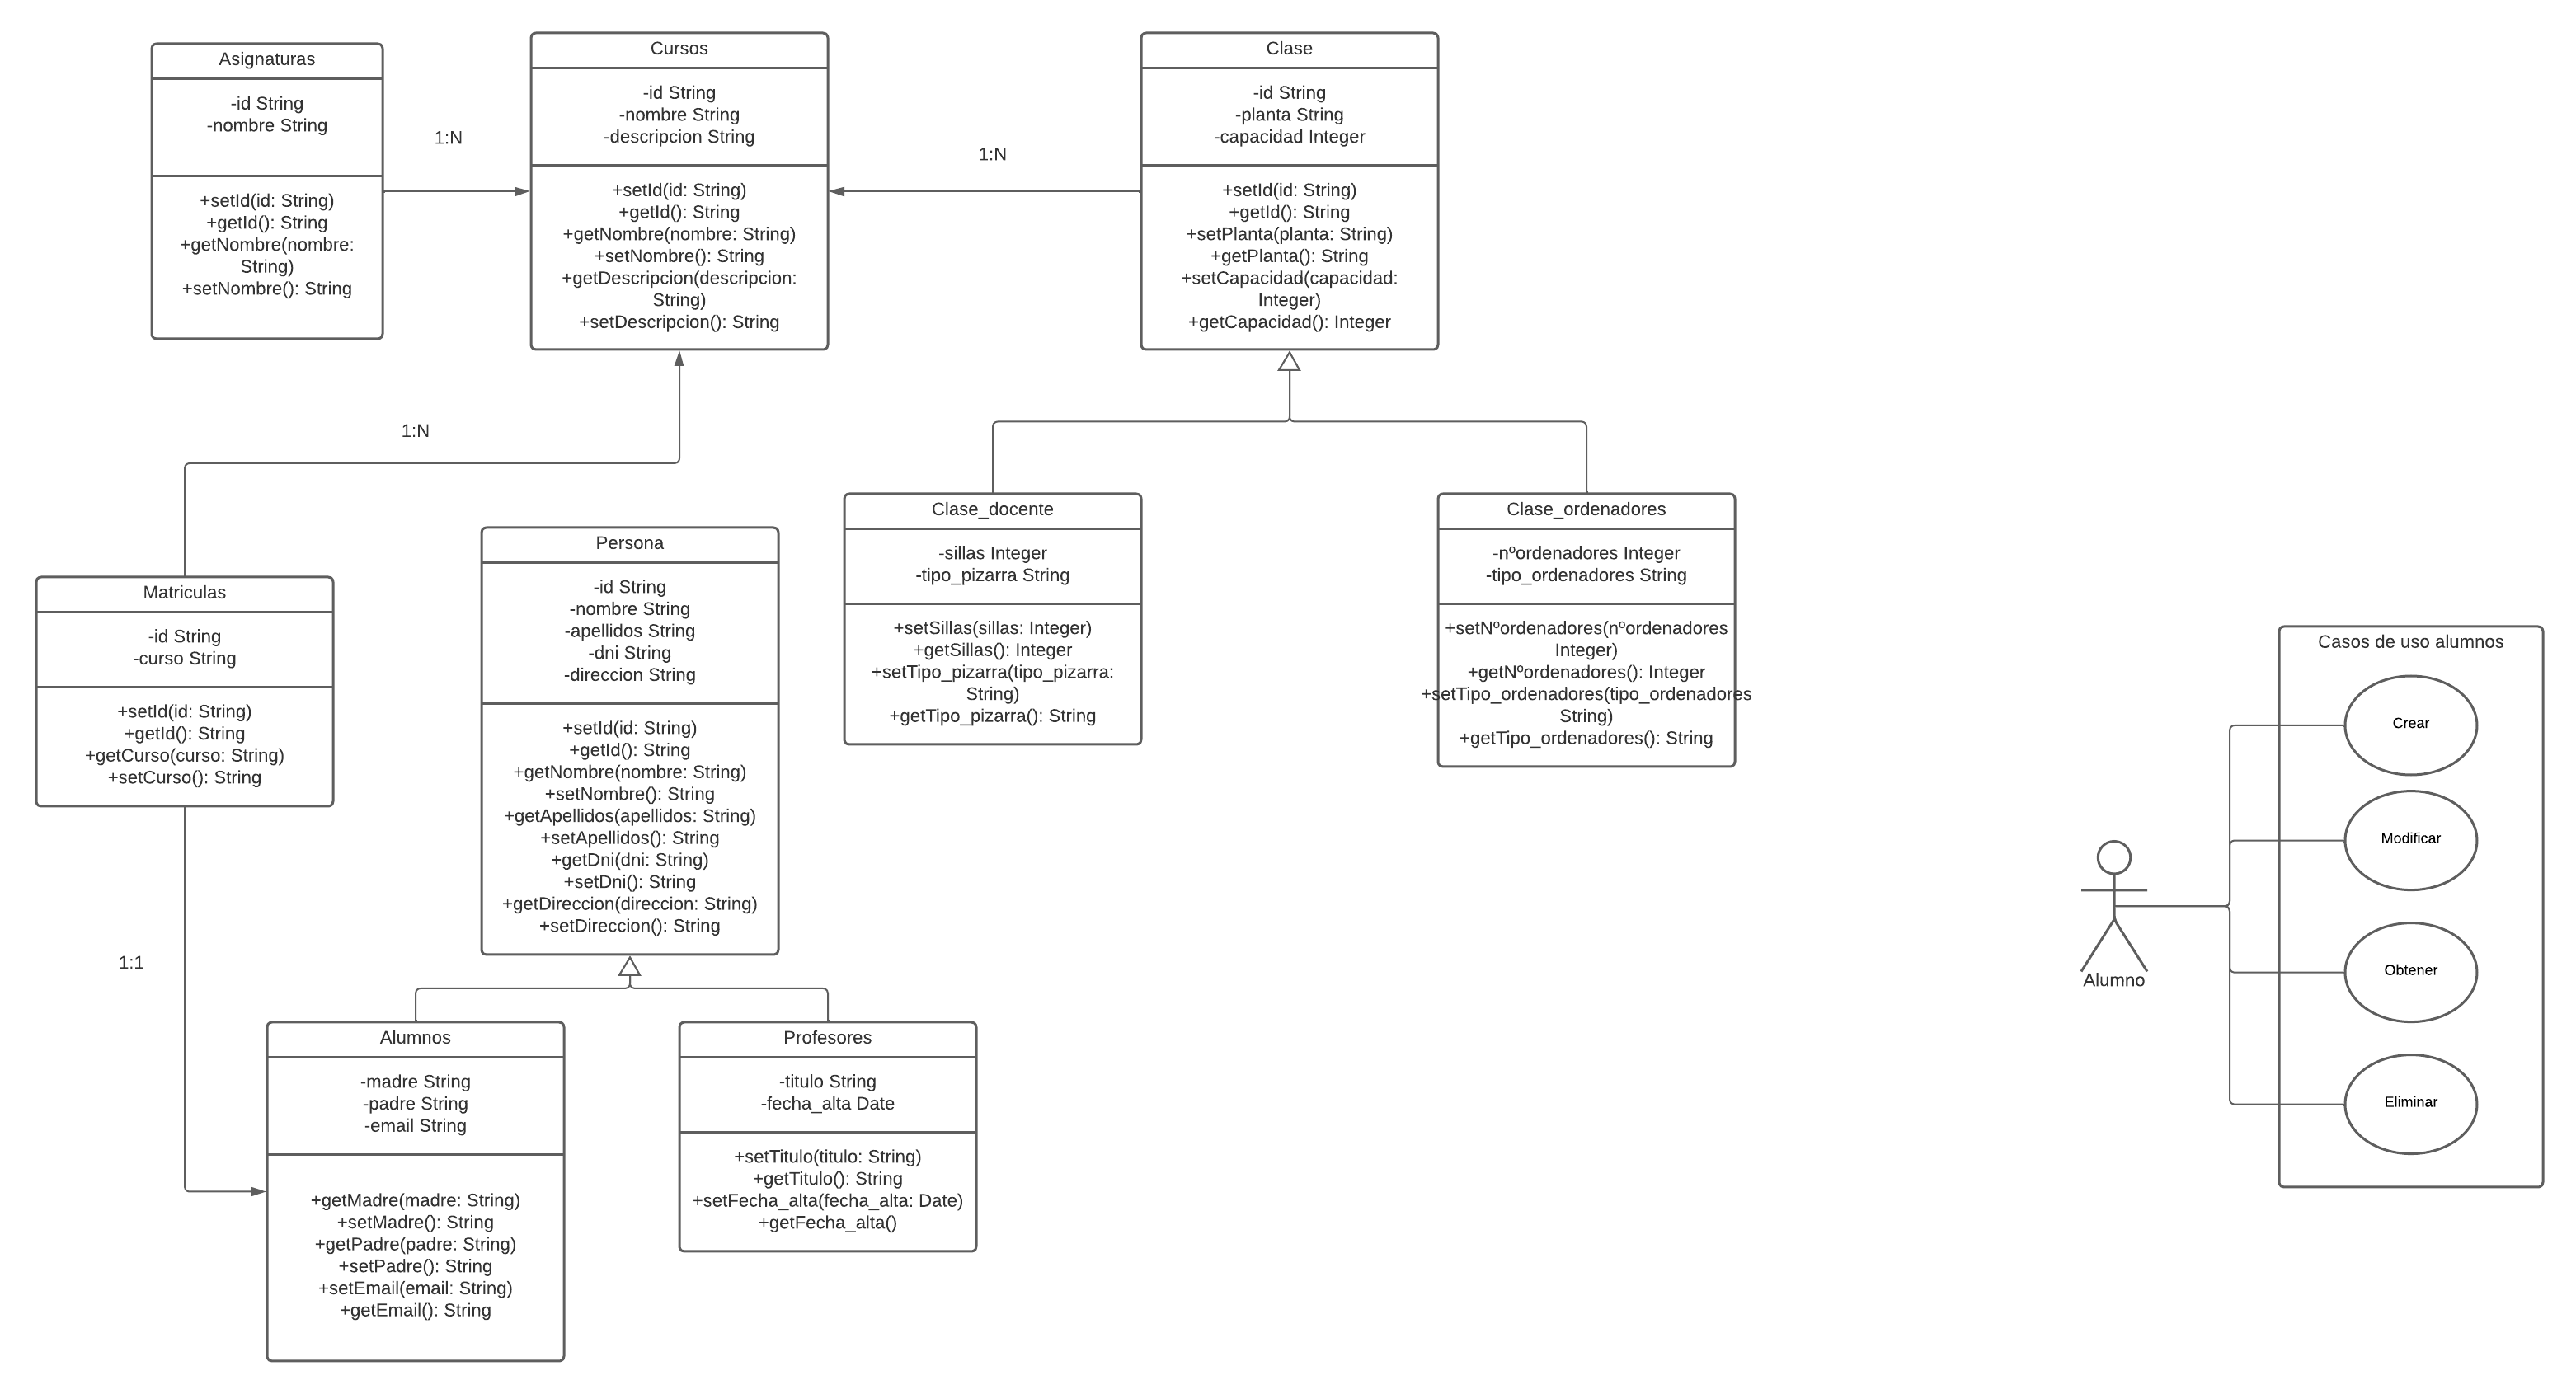 Asignaturas
-id String
-nombre String
+setId(id: String)
+getId(): String
+getNombre(nombre:
String)
+setNombre(): String
1:N
Cursos
-id String
-nombre String
-descripcion String
+setId(id: String)
+getId(): String
+getNombre(nombre: String)
+setNombre(): String
+getDescripcion(descripcion:
String)
+setDescripcion(): String
1:N
Clase
-id String
-planta String
-capacidad Integer
+setId(id: String)
+getId(): String
+setPlanta(planta: String)
+getPlanta(): String
+setCapacidad(capacidad:
Integer)
+getCapacidad(): Integer
1:N
Matriculas
-id String
-curso String
+setId(id: String)
+getId(): String
+getCurso(curso: String)
+setCurso(): String
Persona
-id String
-nombre String
-apellidos String
-dni String
-direccion String
+setId(id: String)
+getId(): String
+getNombre(nombre: String)
+setNombre(): String
+getApellidos(apellidos: String)
+setApellidos(): String
+getDni(dni: String)
+setDni(): String
+getDireccion(direccion: String)
+setDireccion(): String
Clase_docente
-sillas Integer
-tipo_pizarra String
+setSillas(sillas: Integer)
+getSillas(): Integer
+setTipo_pizarra(tipo_pizarra:
String)
+getTipo_pizarra(): String
Clase_ordenadores
-nºordenadores Integer
-tipo_ordenadores String
+setNºordenadores(nºordenadores
Integer)
+getNºordenadores(): Integer
+setTipo_ordenadores(tipo_ordenadores
String)
+getTipo_ordenadores(): String
1:1
Alumnos
-madre String
-padre String
-email String
+getMadre(madre: String)
+setMadre(): String
+getPadre(padre: String)
+setPadre(): String
+setEmail(email: String)
+getEmail(): String
Profesores
-titulo String
-fecha_alta Date
+setTitulo(titulo: String)
+getTitulo(): String
+setFecha_alta(fecha_alta: Date)
+getFecha_alta()
Alumno
Casos de uso alumnos
Crear
Modificar
Obtener
Eliminar